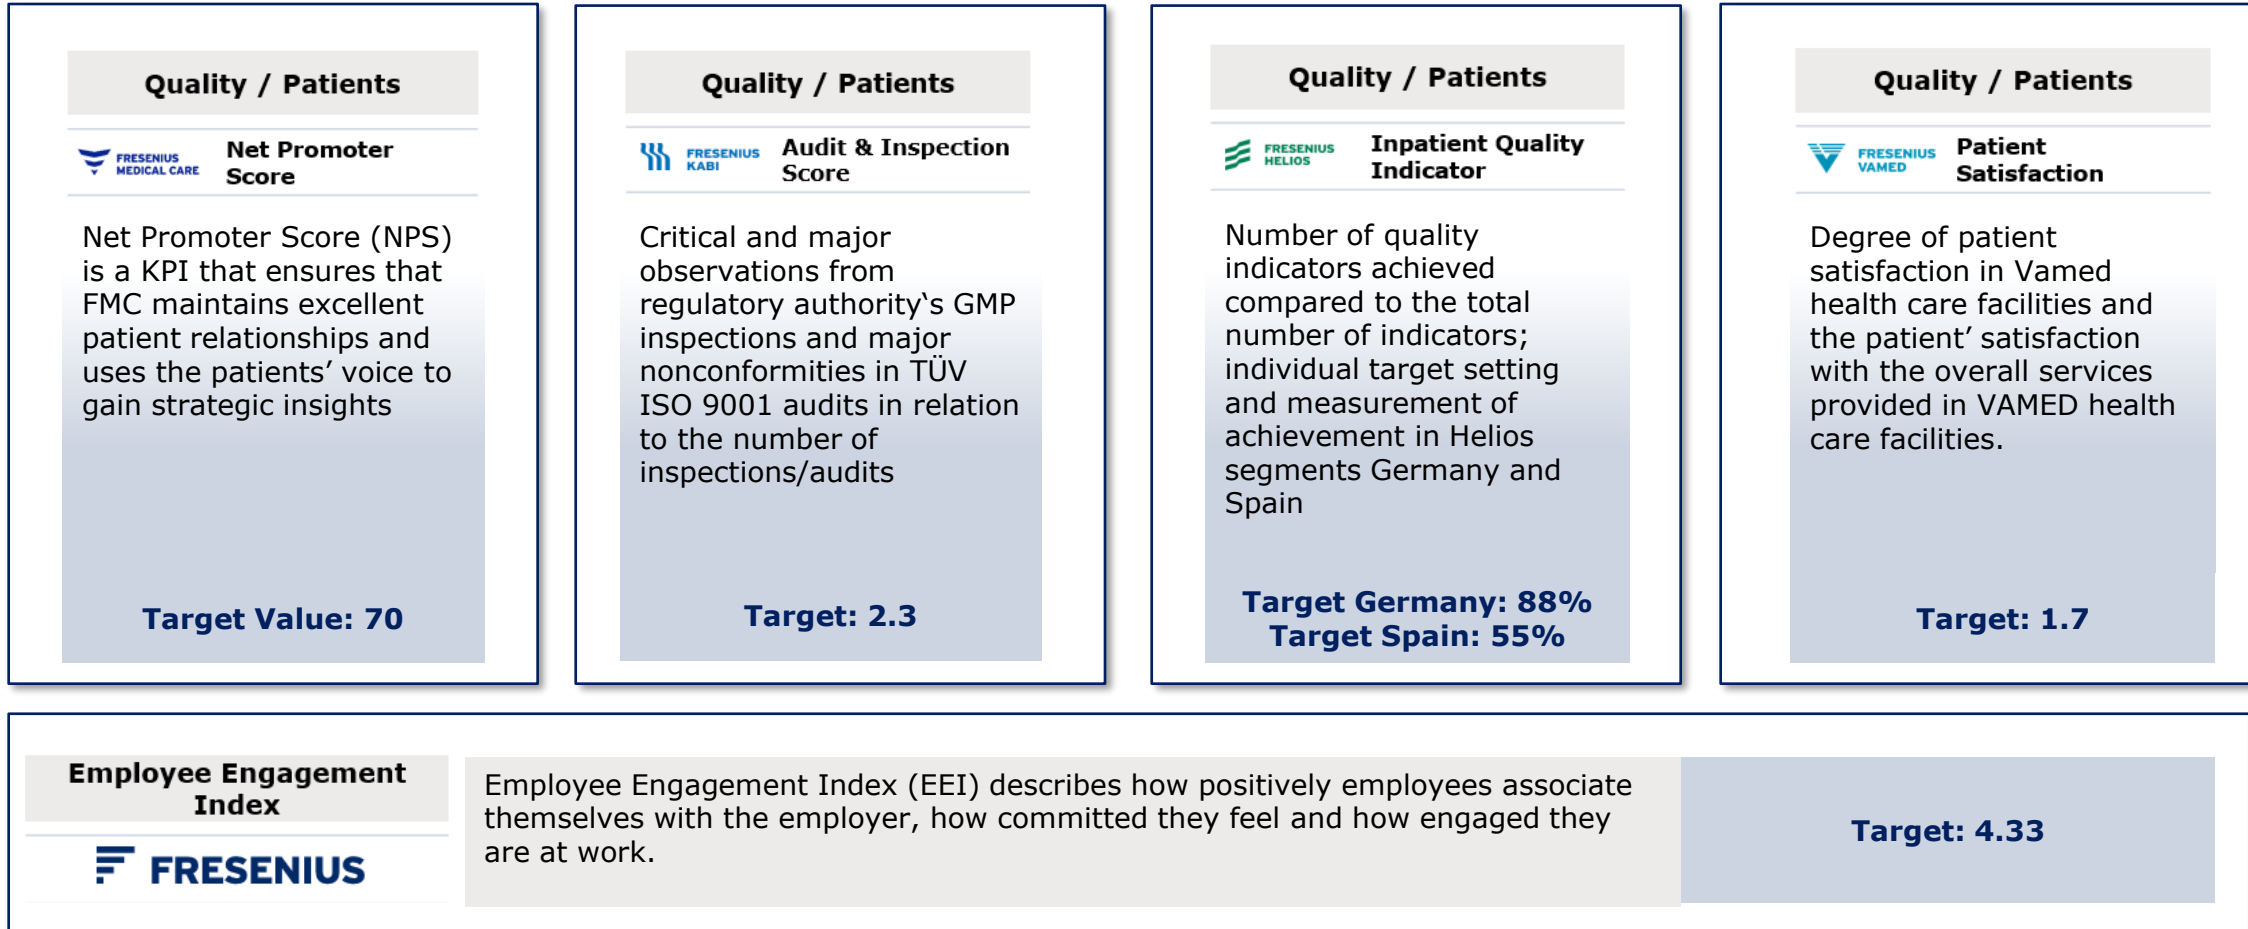 Quality / Patients
FRESENIUS
MEDICAL CARE
Net Promoter
Score
Net Promoter Score (NPS)
is a KPI that ensures that
FMC maintains excellent
patient relationships and
uses the patients’ voice to
gain strategic insights
Target Value: 70
Quality / Patients
FRESENIUS
KABI
Audit & Inspection
Score
Critical and major
observations from
regulatory authority‘s GMP
inspections and major
nonconformities in TÜV
ISO 9001 audits in relation
to the number of
inspections/audits
Target: 2.3
Quality / Patients
FRESENIUS
HELIOS
Inpatient Quality
Indicator
Number of quality
indicators achieved
compared to the total
number of indicators;
individual target setting
and measurement of
achievement in Helios
segments Germany and
Spain
Target Germany: 88%
Target Spain: 55%
Quality / Patients
FRESENIUS
VAMED
Patient
Satisfaction
Degree of patient
satisfaction in Vamed
health care facilities and
the patient’ satisfaction
with the overall services
provided in VAMED health
care facilities.
Target: 1.7
Employee Engagement
Index
FRESENIUS
Employee Engagement Index (EEI) describes how positively employees associate
themselves with the employer, how committed they feel and how engaged they
are at work.
Target: 4.33